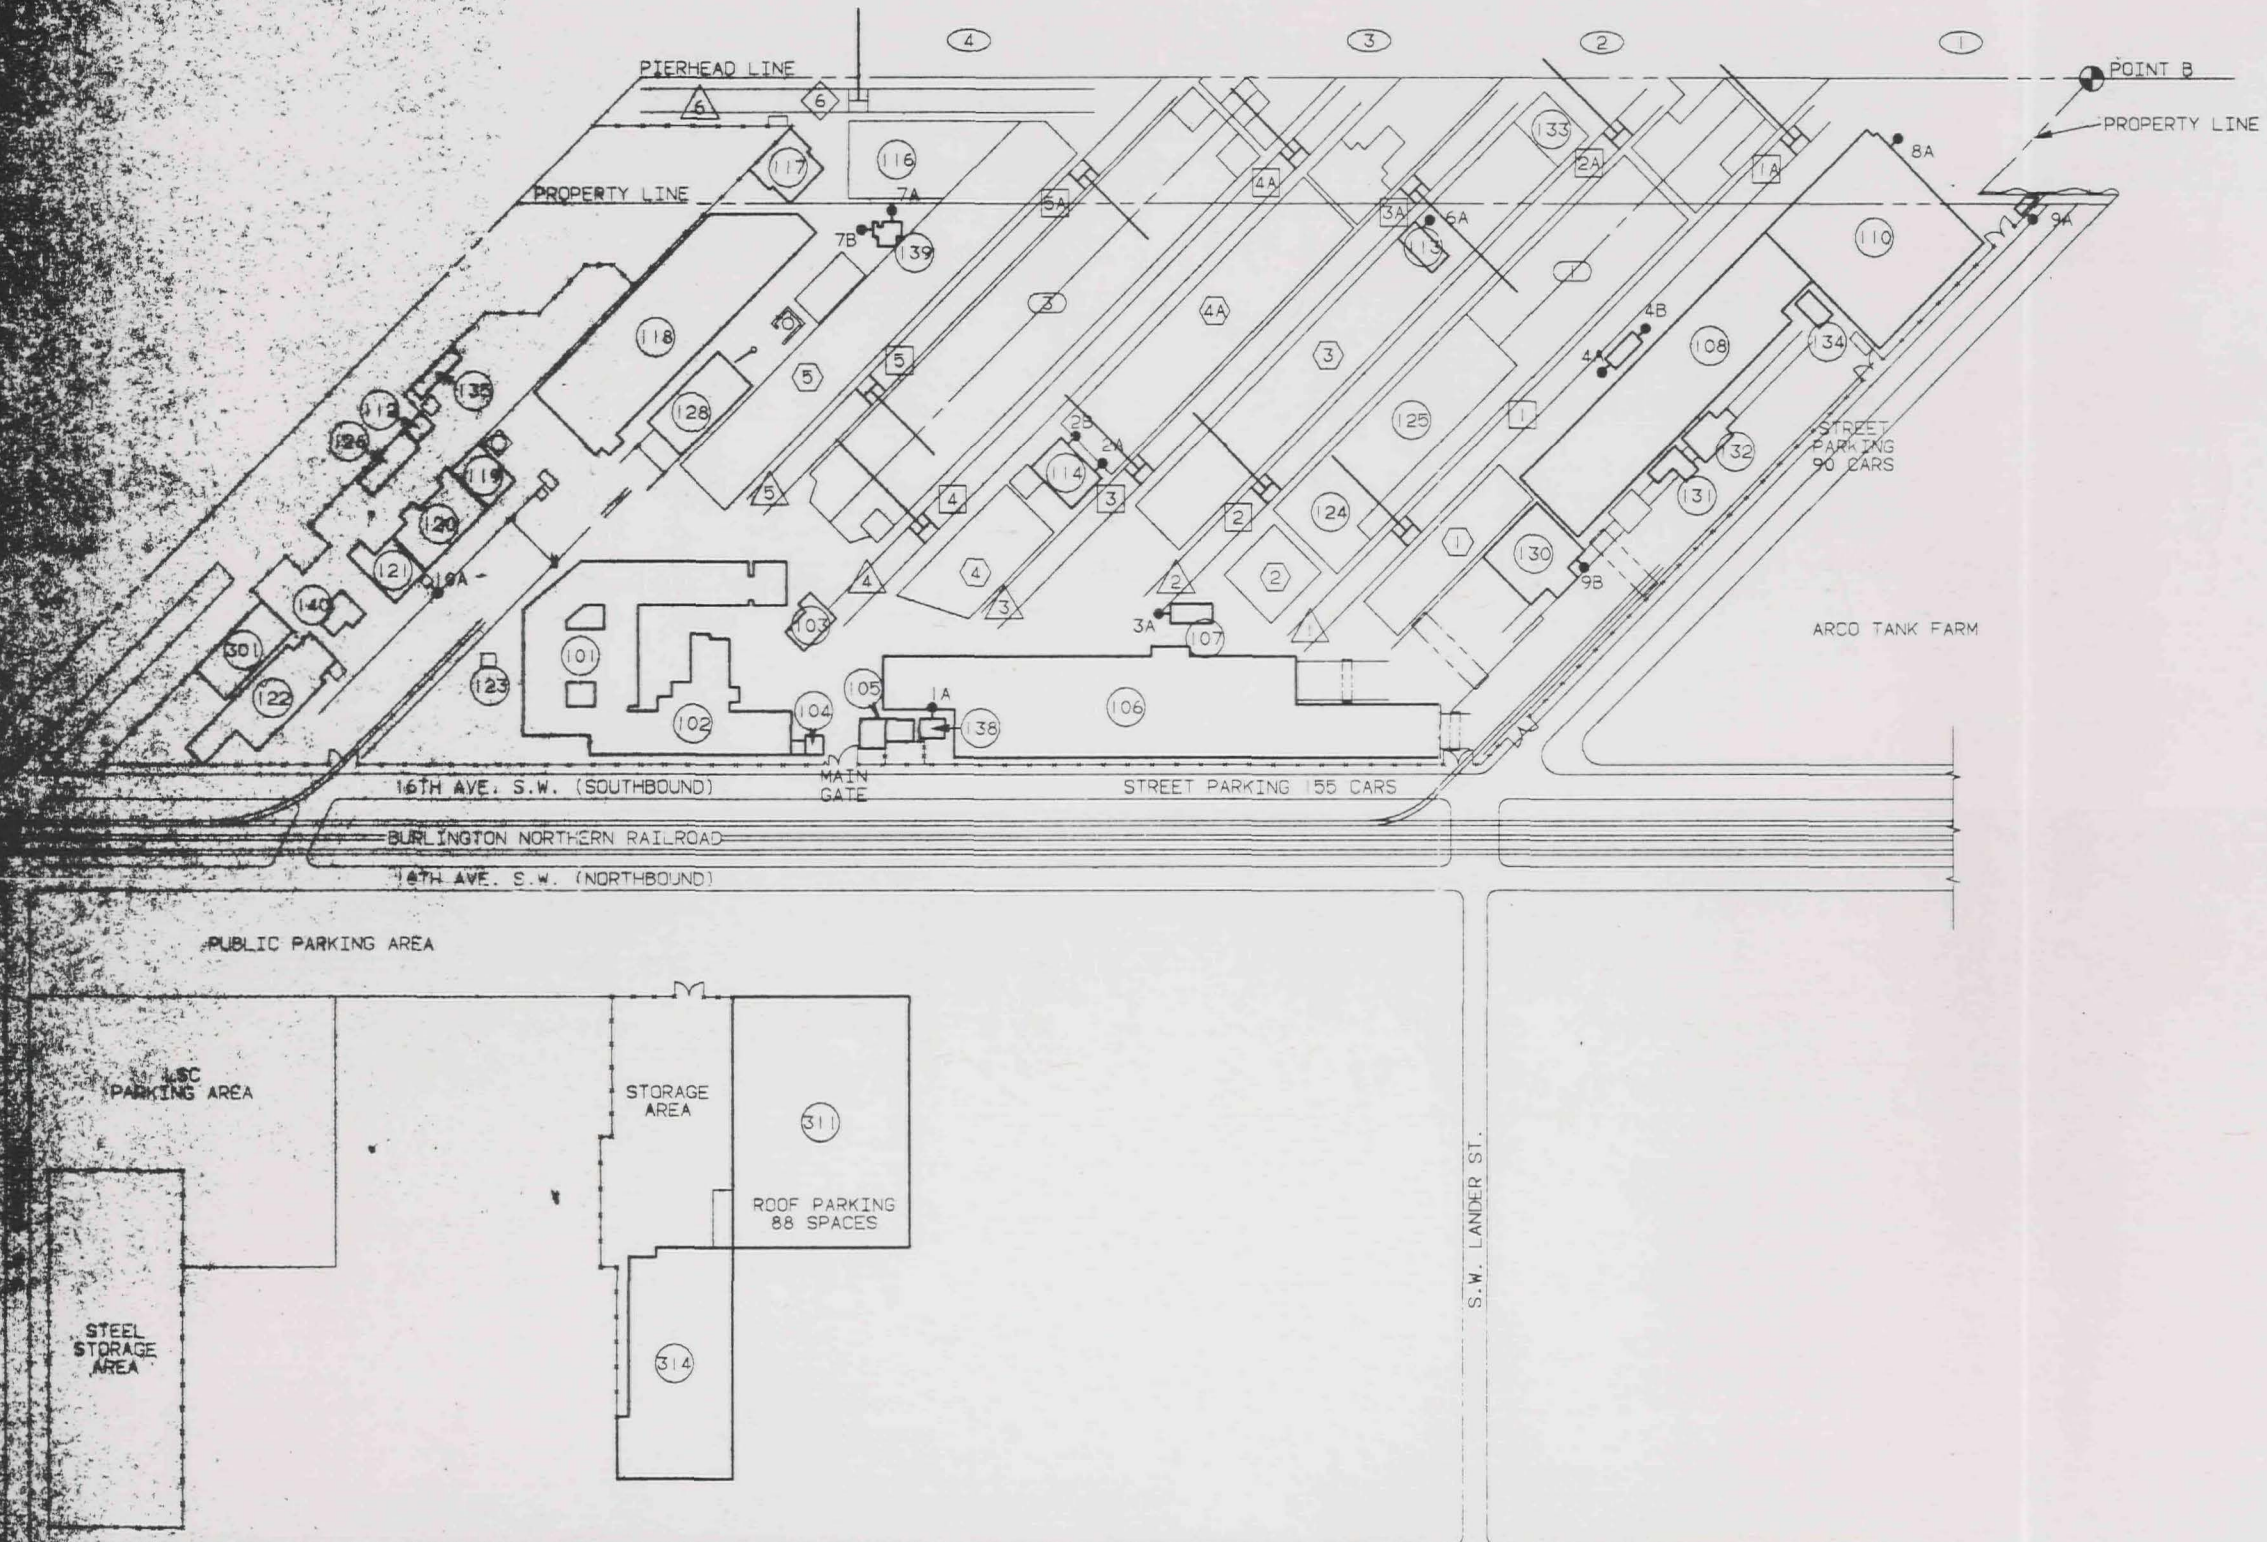 4
3
2
1
PIERHEAD LINE
POINT B
6
6
PROPERTY LINE
133
117
116
2A
1A
8A
4A
PROPERTY LINE
7A
5A
3A
6A
9A
7B
139
113
110
1
3
4A
4B
118
5
3
4A
108
134
5
135
112
128
125
1
126
STREET
PARKING
90 CARS
2B
2A
132
119
114
5
4
3
131
120
2
124
1
130
121
10A
4
4
2
2
9B
140
3
3A
107
1
103
ARCO TANK FARM
301
101
123
122
105
1A
104
102
138
106
MAIN
GATE
16TH AVE. S.W. (SOUTHBOUND)
STREET PARKING 155 CARS
BURLINGTON NORTHERN RAILROAD
16TH AVE. S.W. (NORTHBOUND)
PUBLIC PARKING AREA
LSC
PARKING AREA
STORAGE
AREA
311
ROOF PARKING
88 SPACES
S.W. LANDER ST.
STEEL
STORAGE
AREA
314